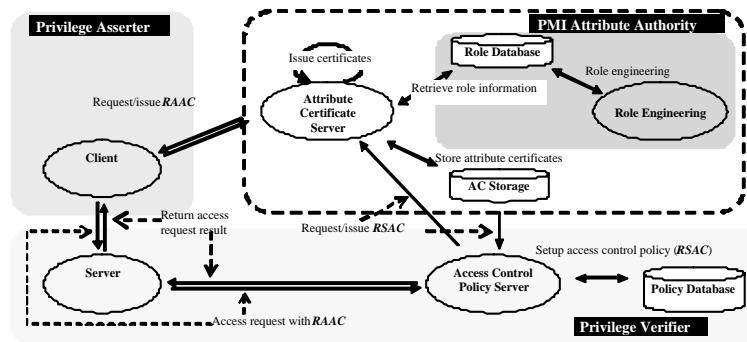 Privilege Asserter
PMI Attribute Authority
Issue certificates
Role Database
Role engineering
Request/issue RAAC
Attribute
Certificate
Server
Retrieve role information
Role Engineering
Client
Store attribute certificates
AC Storage
Return access
request result
Request/issue RSAC
Setup access control policy (RSAC)
Server
Access Control
Policy Server
Policy Database
Access request with RAAC
Privilege Verifier